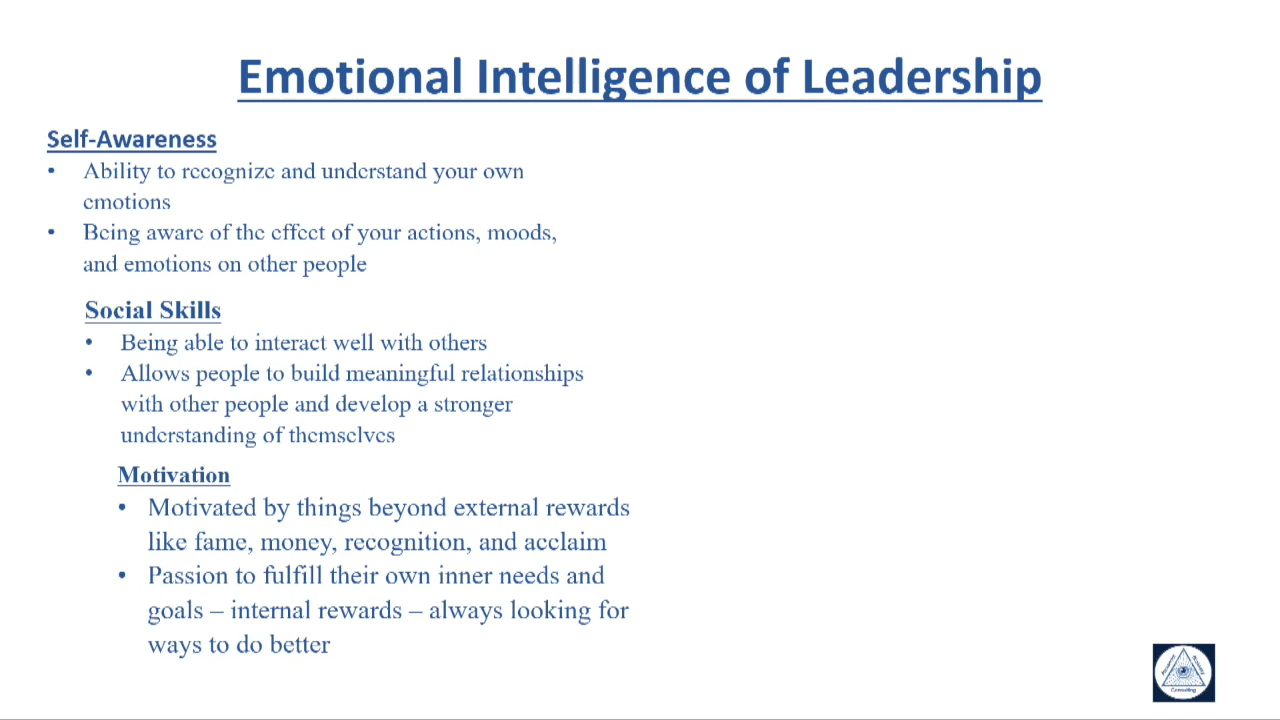 Emotional Intelligence of Leadership
Self-Awareness
• Ability to recognize and understand your own
emotions
• Being aware of the effect of your actions, moods,
and emotions on other people
Social Skills
• Being able to interact well with others
• Allows people to build meaningful relationships
with other people and develop a stronger
understanding of themselves
Motivation
• Motivated by things beyond external rewards
like fame, money, recognition, and acclaim
• Passion to fulfill their own inner needs and
goals – internal rewards – always looking for
ways to do better
Consulting